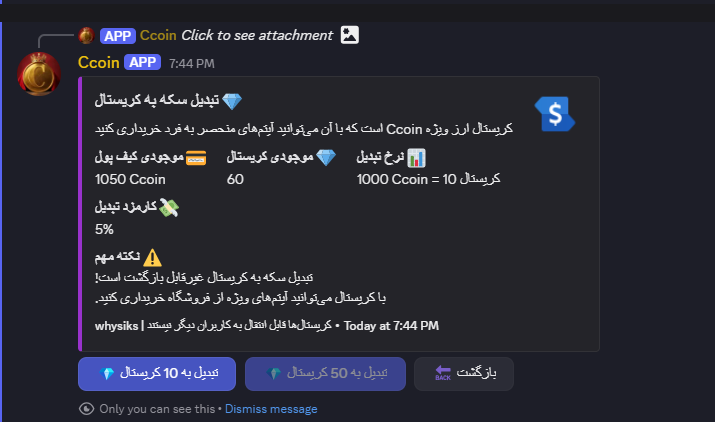 APP Ccoin Click to see attachment
Ccoin APP 7:44 PM
تبدیل سکه به کریستال
کریستال ارز ویژه Ccoin است که با آن می‌توانید آیتم‌های منحصر به فرد خریداری کنید
موجودی کیف پول
1050 Ccoin
موجودی کریستال
60
نرخ تبدیل
1000 Ccoin = 10 کریستال
کارمزد تبدیل
5%
نکته مهم
تبدیل سکه به کریستال غیرقابل بازگشت است!
با کریستال می‌توانید آیتم‌های ویژه از فروشگاه خریداری کنید.
whysiks | کریستال‌ها قابل انتقال به کاربران دیگر نیستند • Today at 7:44 PM
تبدیل به 10 کریستال
تبدیل به 50 کریستال
BACK بازگشت
Only you can see this • Dismiss message